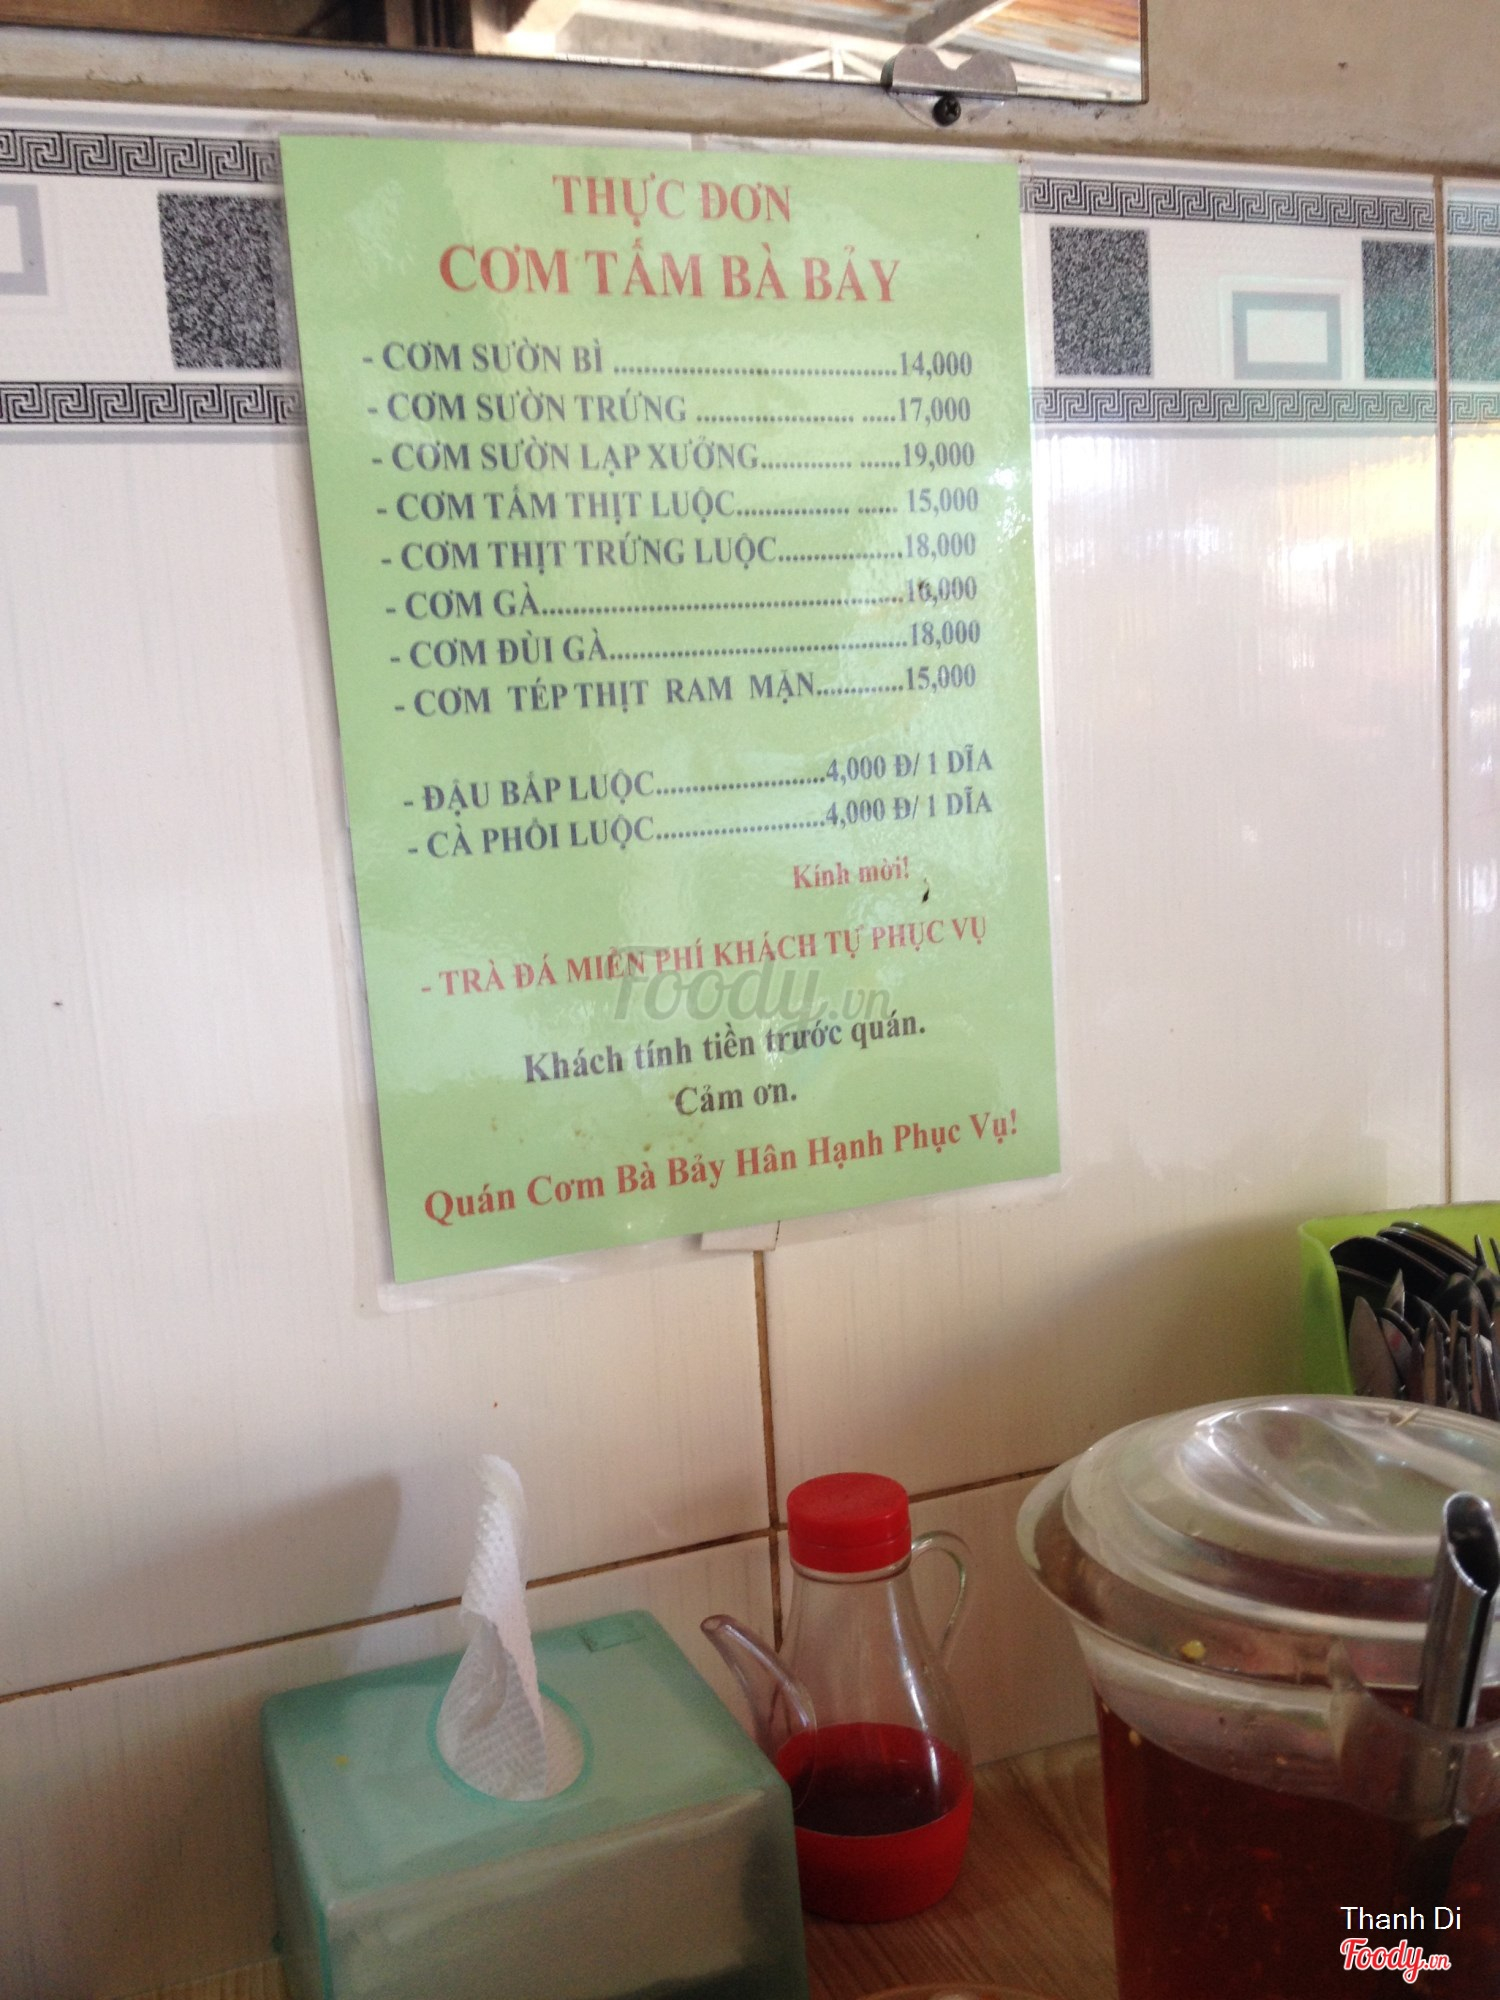 THỰC ĐƠN
CƠM TẤM BÀ BẢY
- CƠM SƯỜN BÌ ......................................14,000
- CƠM SƯỜN TRỨNG ..................... .....17,000
- CƠM SƯỜN LẠP XƯỞNG............. ......19,000
- CƠM TẤM THỊT LUỘC............... ...... 15,000
- CƠM THỊT TRỨNG LUỘC.................18,000
- CƠM GÀ................................................16,000
- CƠM ĐÙI GÀ........................................18,000
- CƠM TÉP THỊT RAM MẶN............15,000
- ĐẬU BẮP LUỘC.......................4,000 Đ/ 1 DĨA
- CÀ PHÔI LUỘC.......................4,000 Đ/ 1 DĨA
Kính mời!
- TRÀ ĐÁ MIỄN PHÍ KHÁCH TỰ PHỤC VỤ
Foody.vn
Khách tính tiền trước quán.
Cảm ơn.
Quán Cơm Bà Bảy Hân Hạnh Phục Vụ!
Thanh Di
Foody.vn